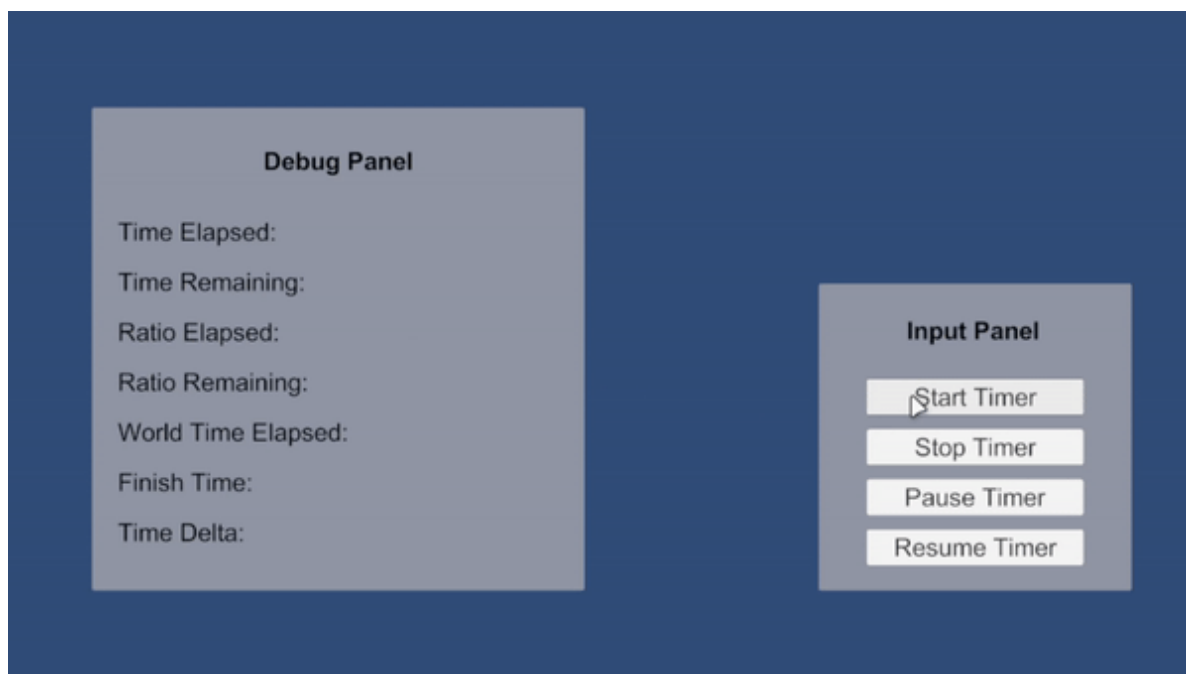 Debug Panel
Time Elapsed:
Time Remaining:
Ratio Elapsed:
Ratio Remaining:
World Time Elapsed:
Finish Time:
Time Delta:
Input Panel
Start Timer
Stop Timer
Pause Timer
Resume Timer